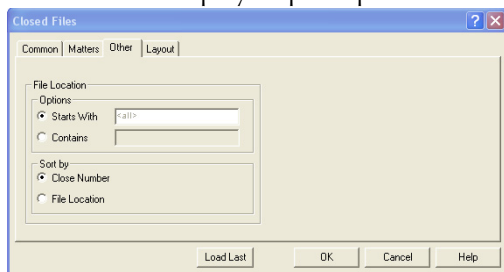 Closed Files
Common Matters Other Layout
File Location
Options
Starts With <all>
Contains
Sort by
Close Number
File Location
Load Last OK Cancel Help